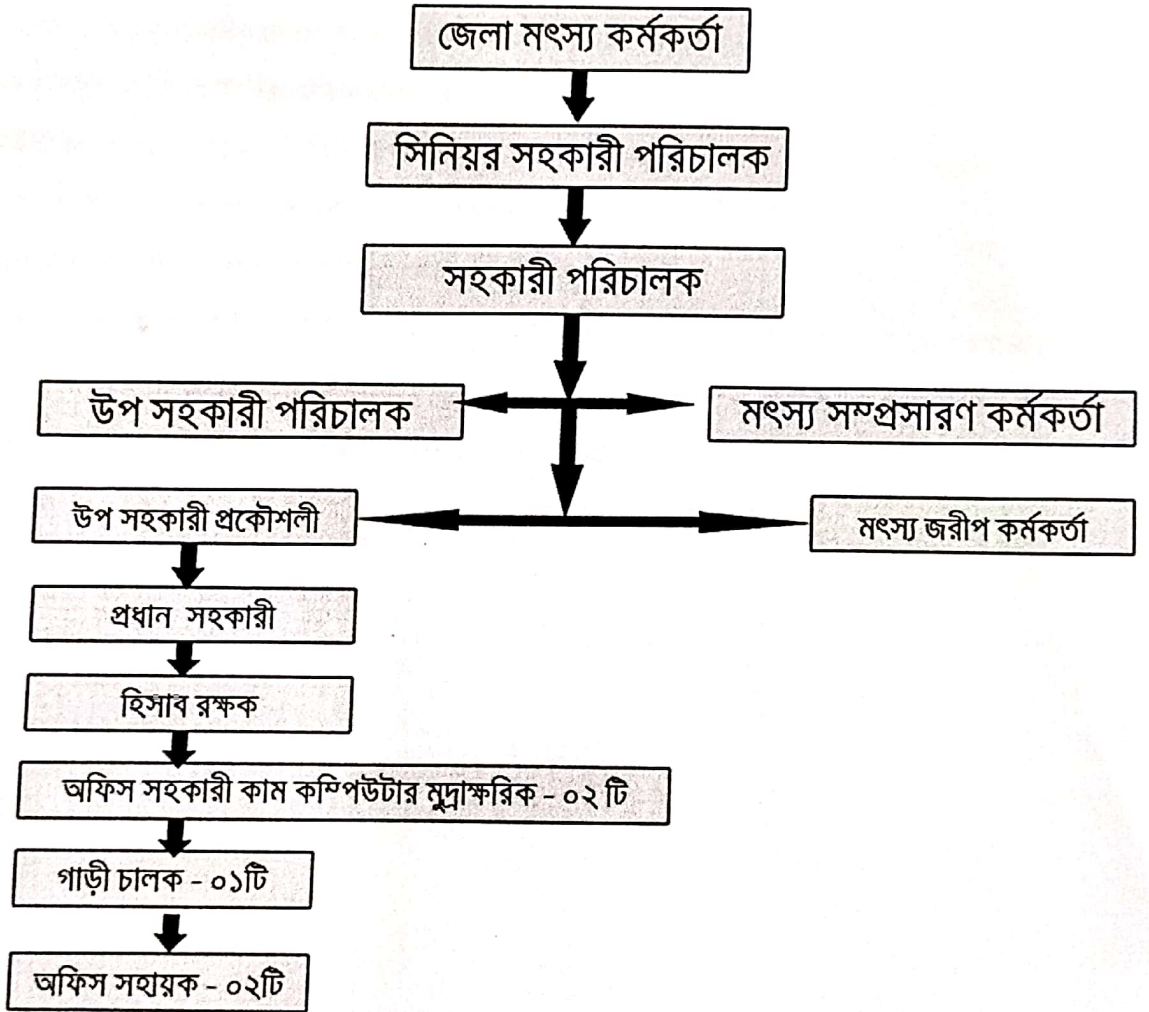 জেলা মৎস্য কর্মকর্তা
সিনিয়র সহকারী পরিচালক
সহকারী পরিচালক
উপ সহকারী পরিচালক
মৎস্য সম্প্রসারণ কর্মকর্তা
উপ সহকারী প্রকৌশলী
মৎস্য জরীপ কর্মকর্তা
প্রধান সহকারী
হিসাব রক্ষক
অফিস সহকারী কাম কম্পিউটার মুদ্রাক্ষরিক - ০২ টি
গাড়ী চালক - ০১টি
অফিস সহায়ক - ০২টি